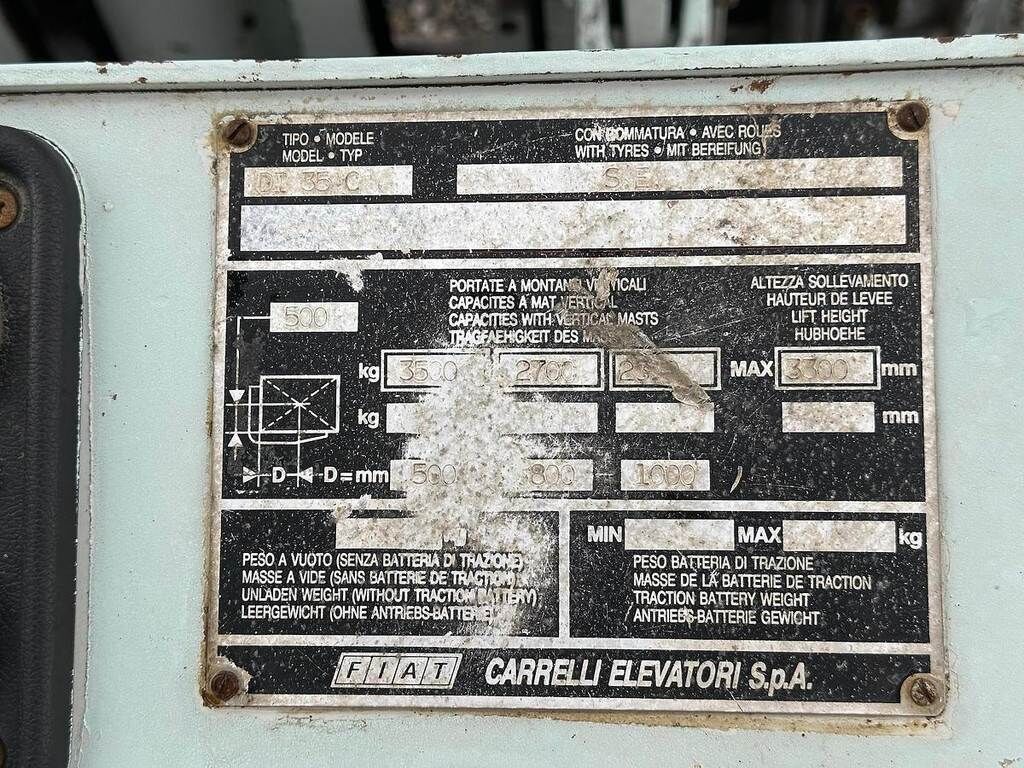 TIPO • MODELE
MODEL • TYP
CON GOMMATURA • AVEC ROUES
WITH TYRES • MIT BEREIFUNG
DI 35 C
S E
PORTATE A MONTANTI VERTICALI
CAPACITES A MAT VERTICAL
CAPACITIES WITH VERTICAL MASTS
TRAGFAEHIGKEIT DES
ALTEZZA SOLLEVAMENTO
HAUTEUR DE LEVEE
LIFT HEIGHT
HUBHOEHE
500
kg 3500 2700 MAX 3300 mm
kg mm
D D = mm 500 800 1000
PESO A VUOTO (SENZA BATTERIA DI TRAZIONE)
MASSE A VIDE (SANS BATTERIE DE TRACTION)
UNLADEN WEIGHT (WITHOUT TRACTION BATTERY)
LEERGEWICHT (OHNE ANTRIEBS-BATTERIE)
MIN MAX kg
PESO BATTERIA DI TRAZIONE
MASSE DE LA BATTERIE DE TRACTION
TRACTION BATTERY WEIGHT
ANTRIEBS-BATTERIE GEWICHT
FIAT CARRELLI ELEVATORI S.p.A.